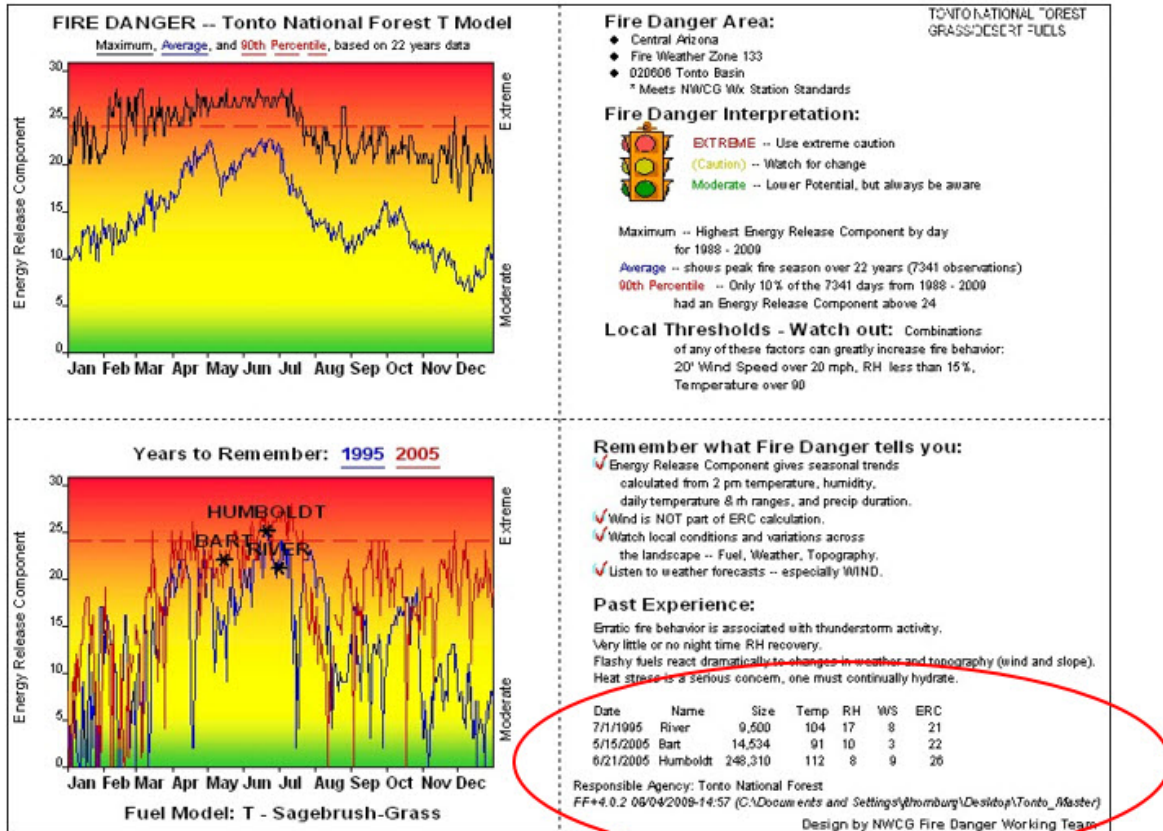 FIRE DANGER -- Tonto National Forest T Model
Maximum, Average, and 90th Percentile, based on 22 years data
Energy Release Component
30
25
20
15
10
5
0
Extreme
Moderate
Jan Feb Mar Apr May Jun Jul Aug Sep Oct Nov Dec
TONTO NATIONAL FOREST
GRASS/DESERT FUELS
Fire Danger Area:
◆ Central Arizona
◆ Fire Weather Zone 133
◆ 020606 Tonto Basin
* Meets NWCG Wx Station Standards
Fire Danger Interpretation:
EXTREME -- Use extreme caution
(Caution) -- Watch for change
Moderate -- Lower Potential, but always be aware
Maximum -- Highest Energy Release Component by day
for 1988 - 2009
Average -- shows peak fire season over 22 years (7341 observations)
90th Percentile -- Only 10% of the 7341 days from 1988 - 2009
had an Energy Release Component above 24
Local Thresholds - Watch out: Combinations
of any of these factors can greatly increase fire behavior:
20' Wind Speed over 20 mph, RH less than 15%,
Temperature over 90
Years to Remember: 1995 2005
Energy Release Component
30
25
20
15
10
5
0
HUMBOLDT
BART
RIVER
Extreme
Moderate
Jan Feb Mar Apr May Jun Jul Aug Sep Oct Nov Dec
Fuel Model: T - Sagebrush-Grass
Remember what Fire Danger tells you:
Energy Release Component gives seasonal trends
calculated from 2 pm temperature, humidity,
daily temperature & rh ranges, and precip duration.
Wind is NOT part of ERC calculation.
Watch local conditions and variations across
the landscape -- Fuel, Weather, Topography.
Listen to weather forecasts -- especially WIND.
Past Experience:
Erratic fire behavior is associated with thunderstorm activity.
Very little or no night time RH recovery.
Flashy fuels react dramatically to changes in weather and topography (wind and slope).
Heat stress is a serious concern, one must continually hydrate.
Date Name Size Temp RH WS ERC
7/1/1995 River 9,500 104 17 8 21
5/15/2005 Bart 14,534 91 10 3 22
6/21/2005 Humboldt 248,310 112 8 9 26
Responsible Agency: Tonto National Forest
FF+4.0.2 06/04/2009-14:57 (C:\Documents and Settings\jthornburg\Desktop\Tonto_Master)
Design by NWCG Fire Danger Working Team